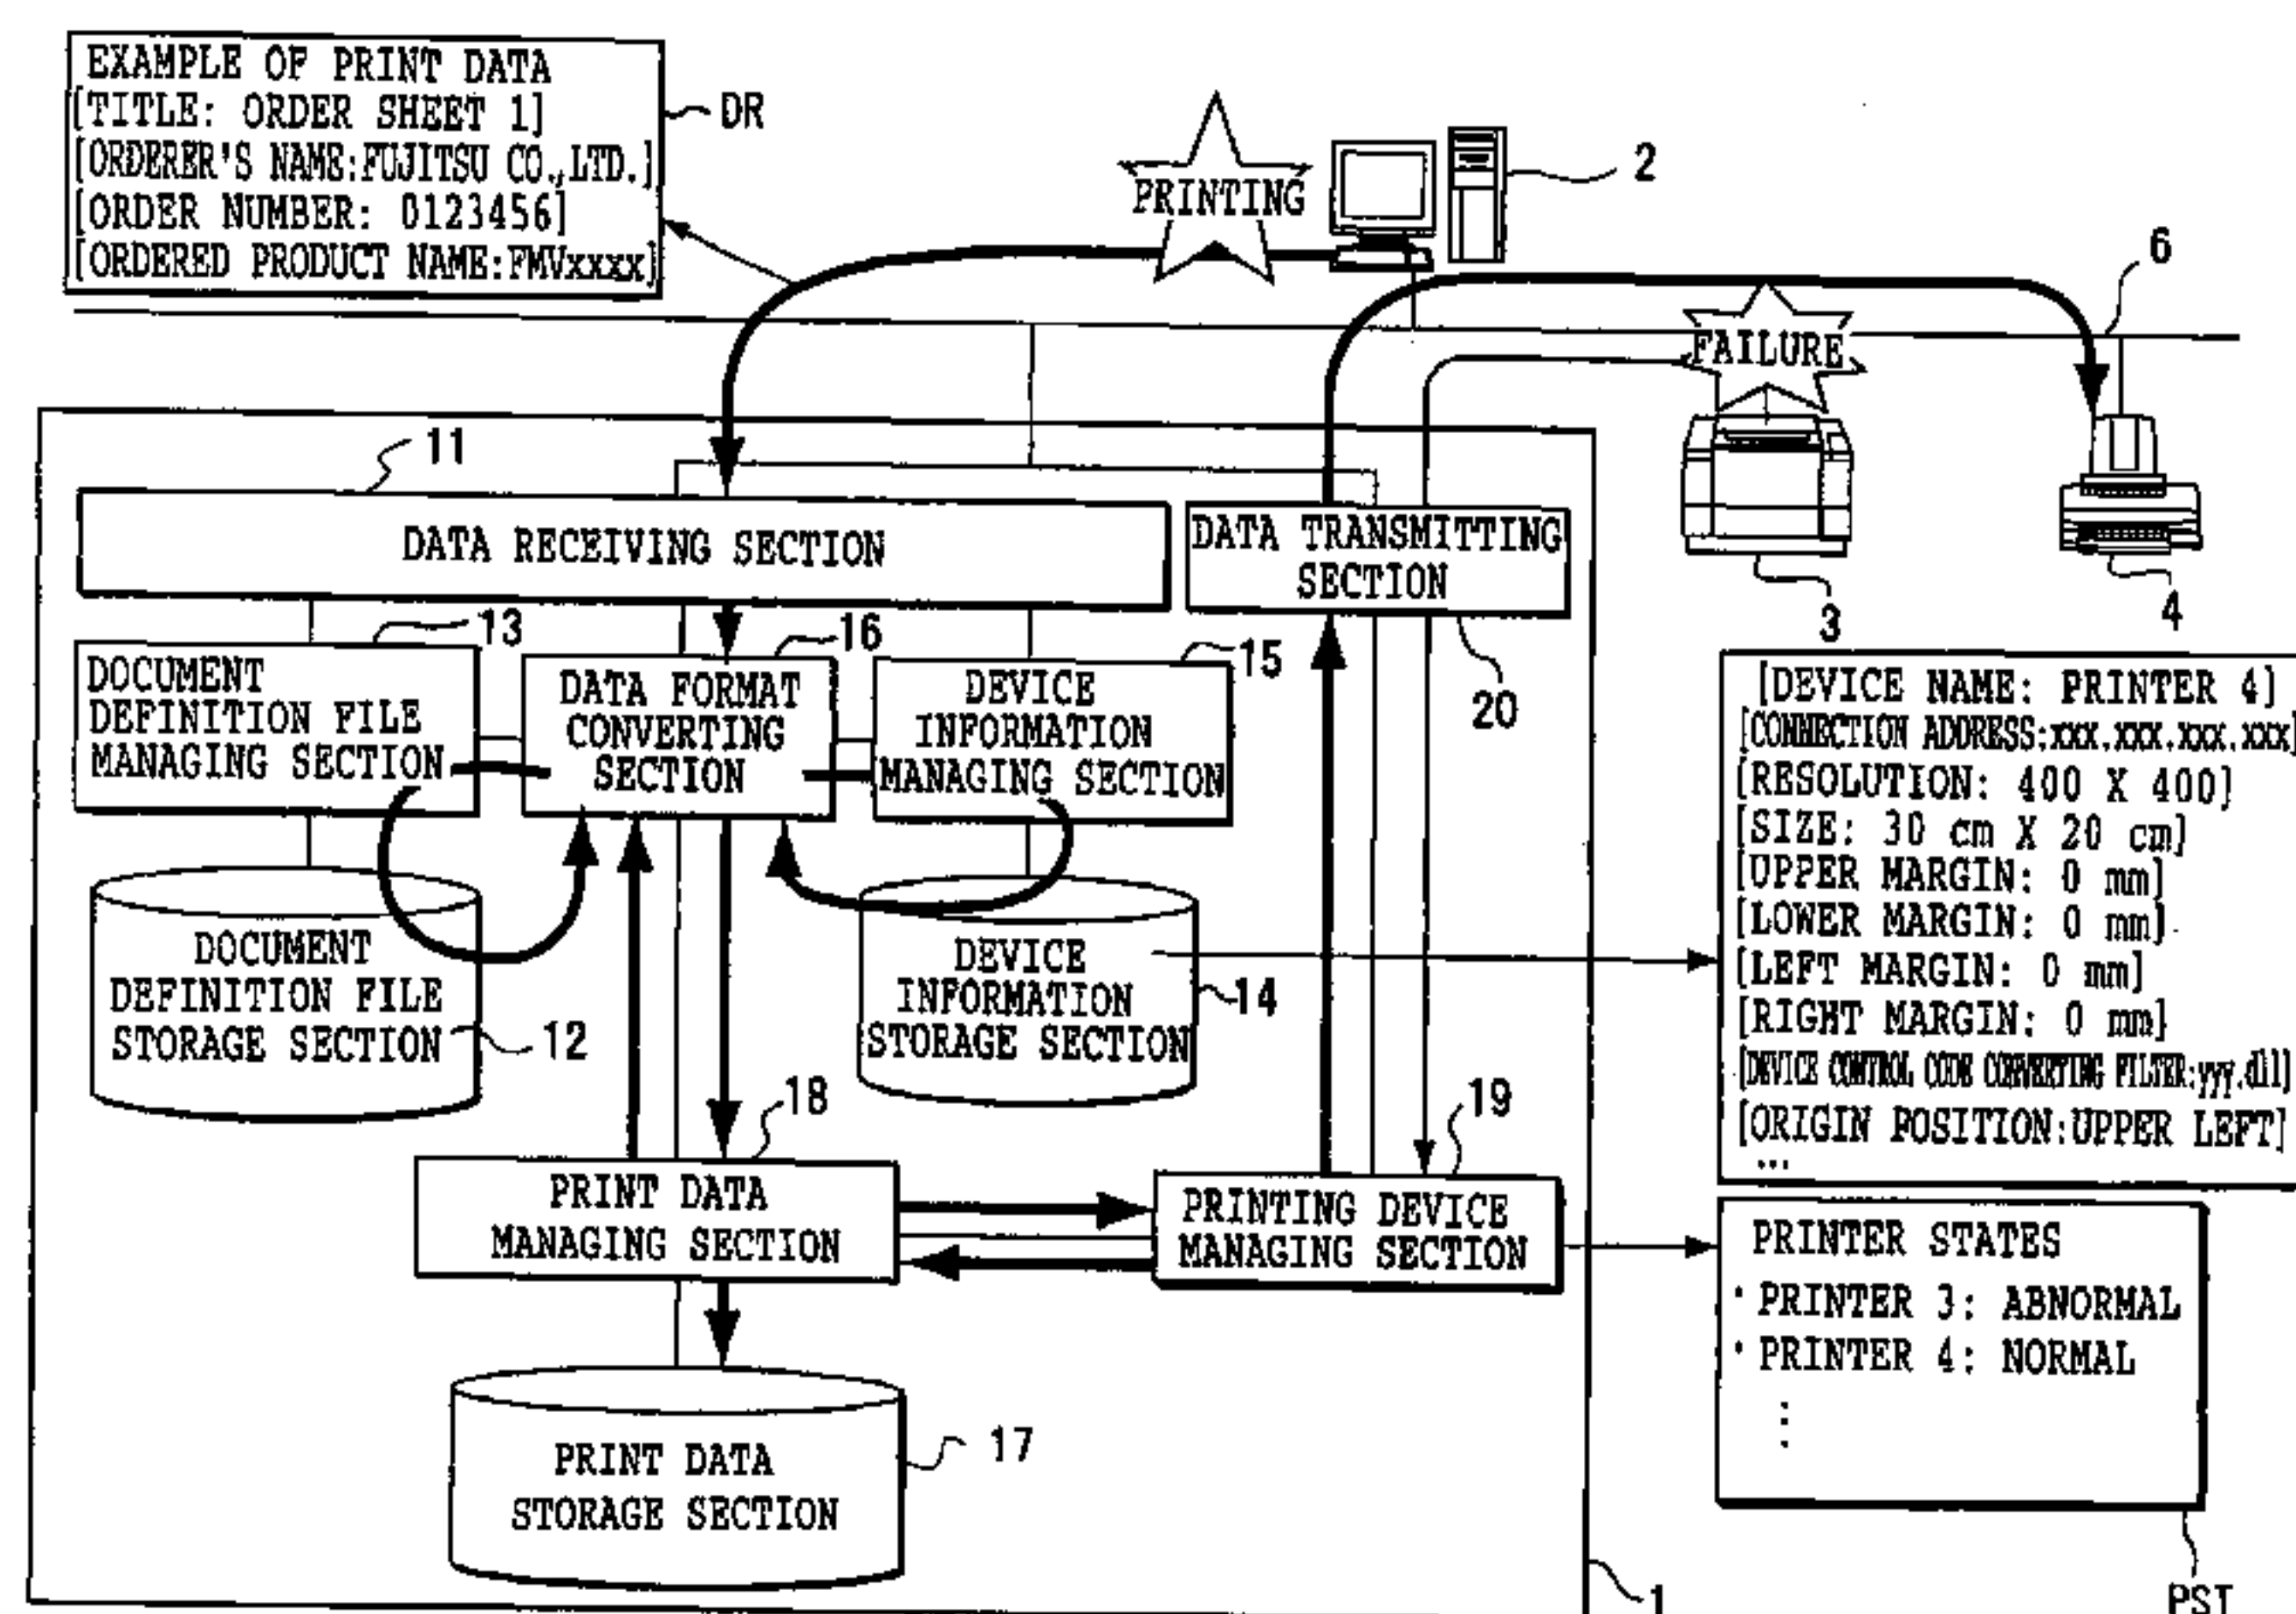 EXAMPLE OF PRINT DATA
[TITLE: ORDER SHEET 1]
[ORDERER'S NAME:FUJITSU CO.,LTD.]
[ORDER NUMBER: 0123456]
[ORDERED PRODUCT NAME:FMVxxxx]
DR
PRINTING
2
6
FAILURE
3
4
11
DATA RECEIVING SECTION
DATA TRANSMITTING
SECTION
20
13
DOCUMENT
DEFINITION FILE
MANAGING SECTION
16
DATA FORMAT
CONVERTING
SECTION
15
DEVICE
INFORMATION
MANAGING SECTION
DOCUMENT
DEFINITION FILE
STORAGE SECTION
12
DEVICE
INFORMATION
STORAGE SECTION
14
[DEVICE NAME: PRINTER 4]
[CONNECTION ADDRESS:xxx.xxx.xxx.xxx]
[RESOLUTION: 400 X 400]
[SIZE: 30 cm X 20 cm]
[UPPER MARGIN: 0 mm]
[LOWER MARGIN: 0 mm]
[LEFT MARGIN: 0 mm]
[RIGHT MARGIN: 0 mm]
[DEVICE CONTROL CODE CONVERTING FILTER:yyy.dll]
[ORIGIN POSITION:UPPER LEFT]
...
18
PRINT DATA
MANAGING SECTION
19
PRINTING DEVICE
MANAGING SECTION
PRINTER STATES
・PRINTER 3: ABNORMAL
・PRINTER 4: NORMAL
⋮
PRINT DATA
STORAGE SECTION
17
1
PST